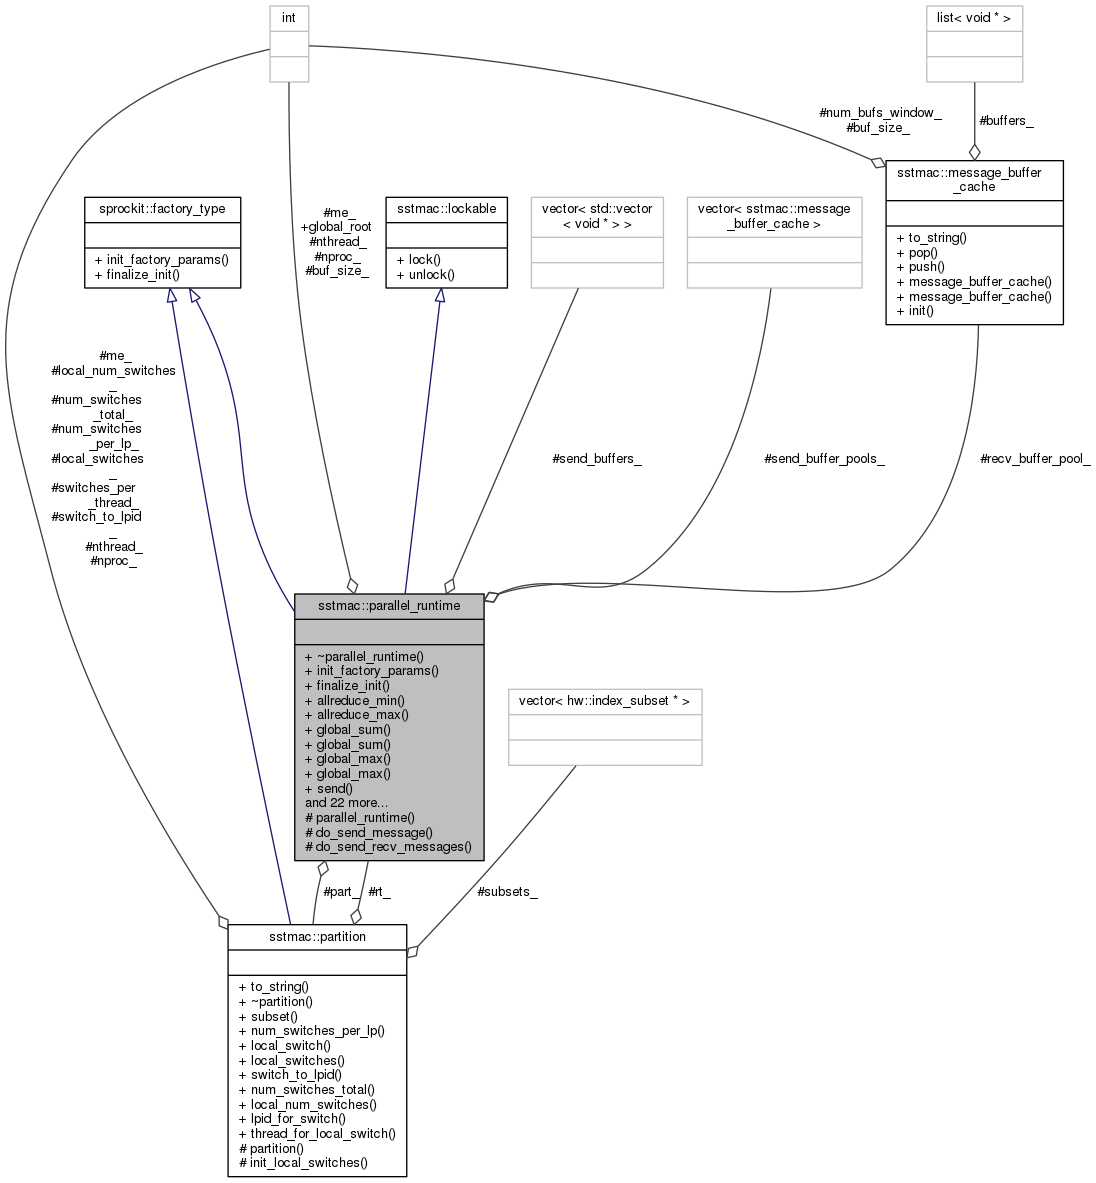 int
list< void * >
#num_bufs_window_
#buf_size_
#buffers_
sstmac::message_buffer
_cache
+ to_string()
+ pop()
+ push()
+ message_buffer_cache()
+ message_buffer_cache()
+ init()
sprockit::factory_type
+ init_factory_params()
+ finalize_init()
#me_
+global_root
#nthread_
#nproc_
#buf_size_
sstmac::lockable
+ lock()
+ unlock()
vector< std::vector
< void * > >
vector< sstmac::message
_buffer_cache >
#me_
#local_num_switches
_
#num_switches
_total_
#num_switches
_per_lp_
#local_switches
_
#switches_per
_thread_
#switch_to_lpid
_
#nthread_
#nproc_
#send_buffers_
#send_buffer_pools_
#recv_buffer_pool_
sstmac::parallel_runtime
+ ~parallel_runtime()
+ init_factory_params()
+ finalize_init()
+ allreduce_min()
+ allreduce_max()
+ global_sum()
+ global_sum()
+ global_max()
+ global_max()
+ send()
and 22 more...
# parallel_runtime()
# do_send_message()
# do_send_recv_messages()
vector< hw::index_subset * >
#part_
#rt_
#subsets_
sstmac::partition
+ to_string()
+ ~partition()
+ subset()
+ num_switches_per_lp()
+ local_switch()
+ local_switches()
+ switch_to_lpid()
+ num_switches_total()
+ local_num_switches()
+ lpid_for_switch()
+ thread_for_local_switch()
# partition()
# init_local_switches()